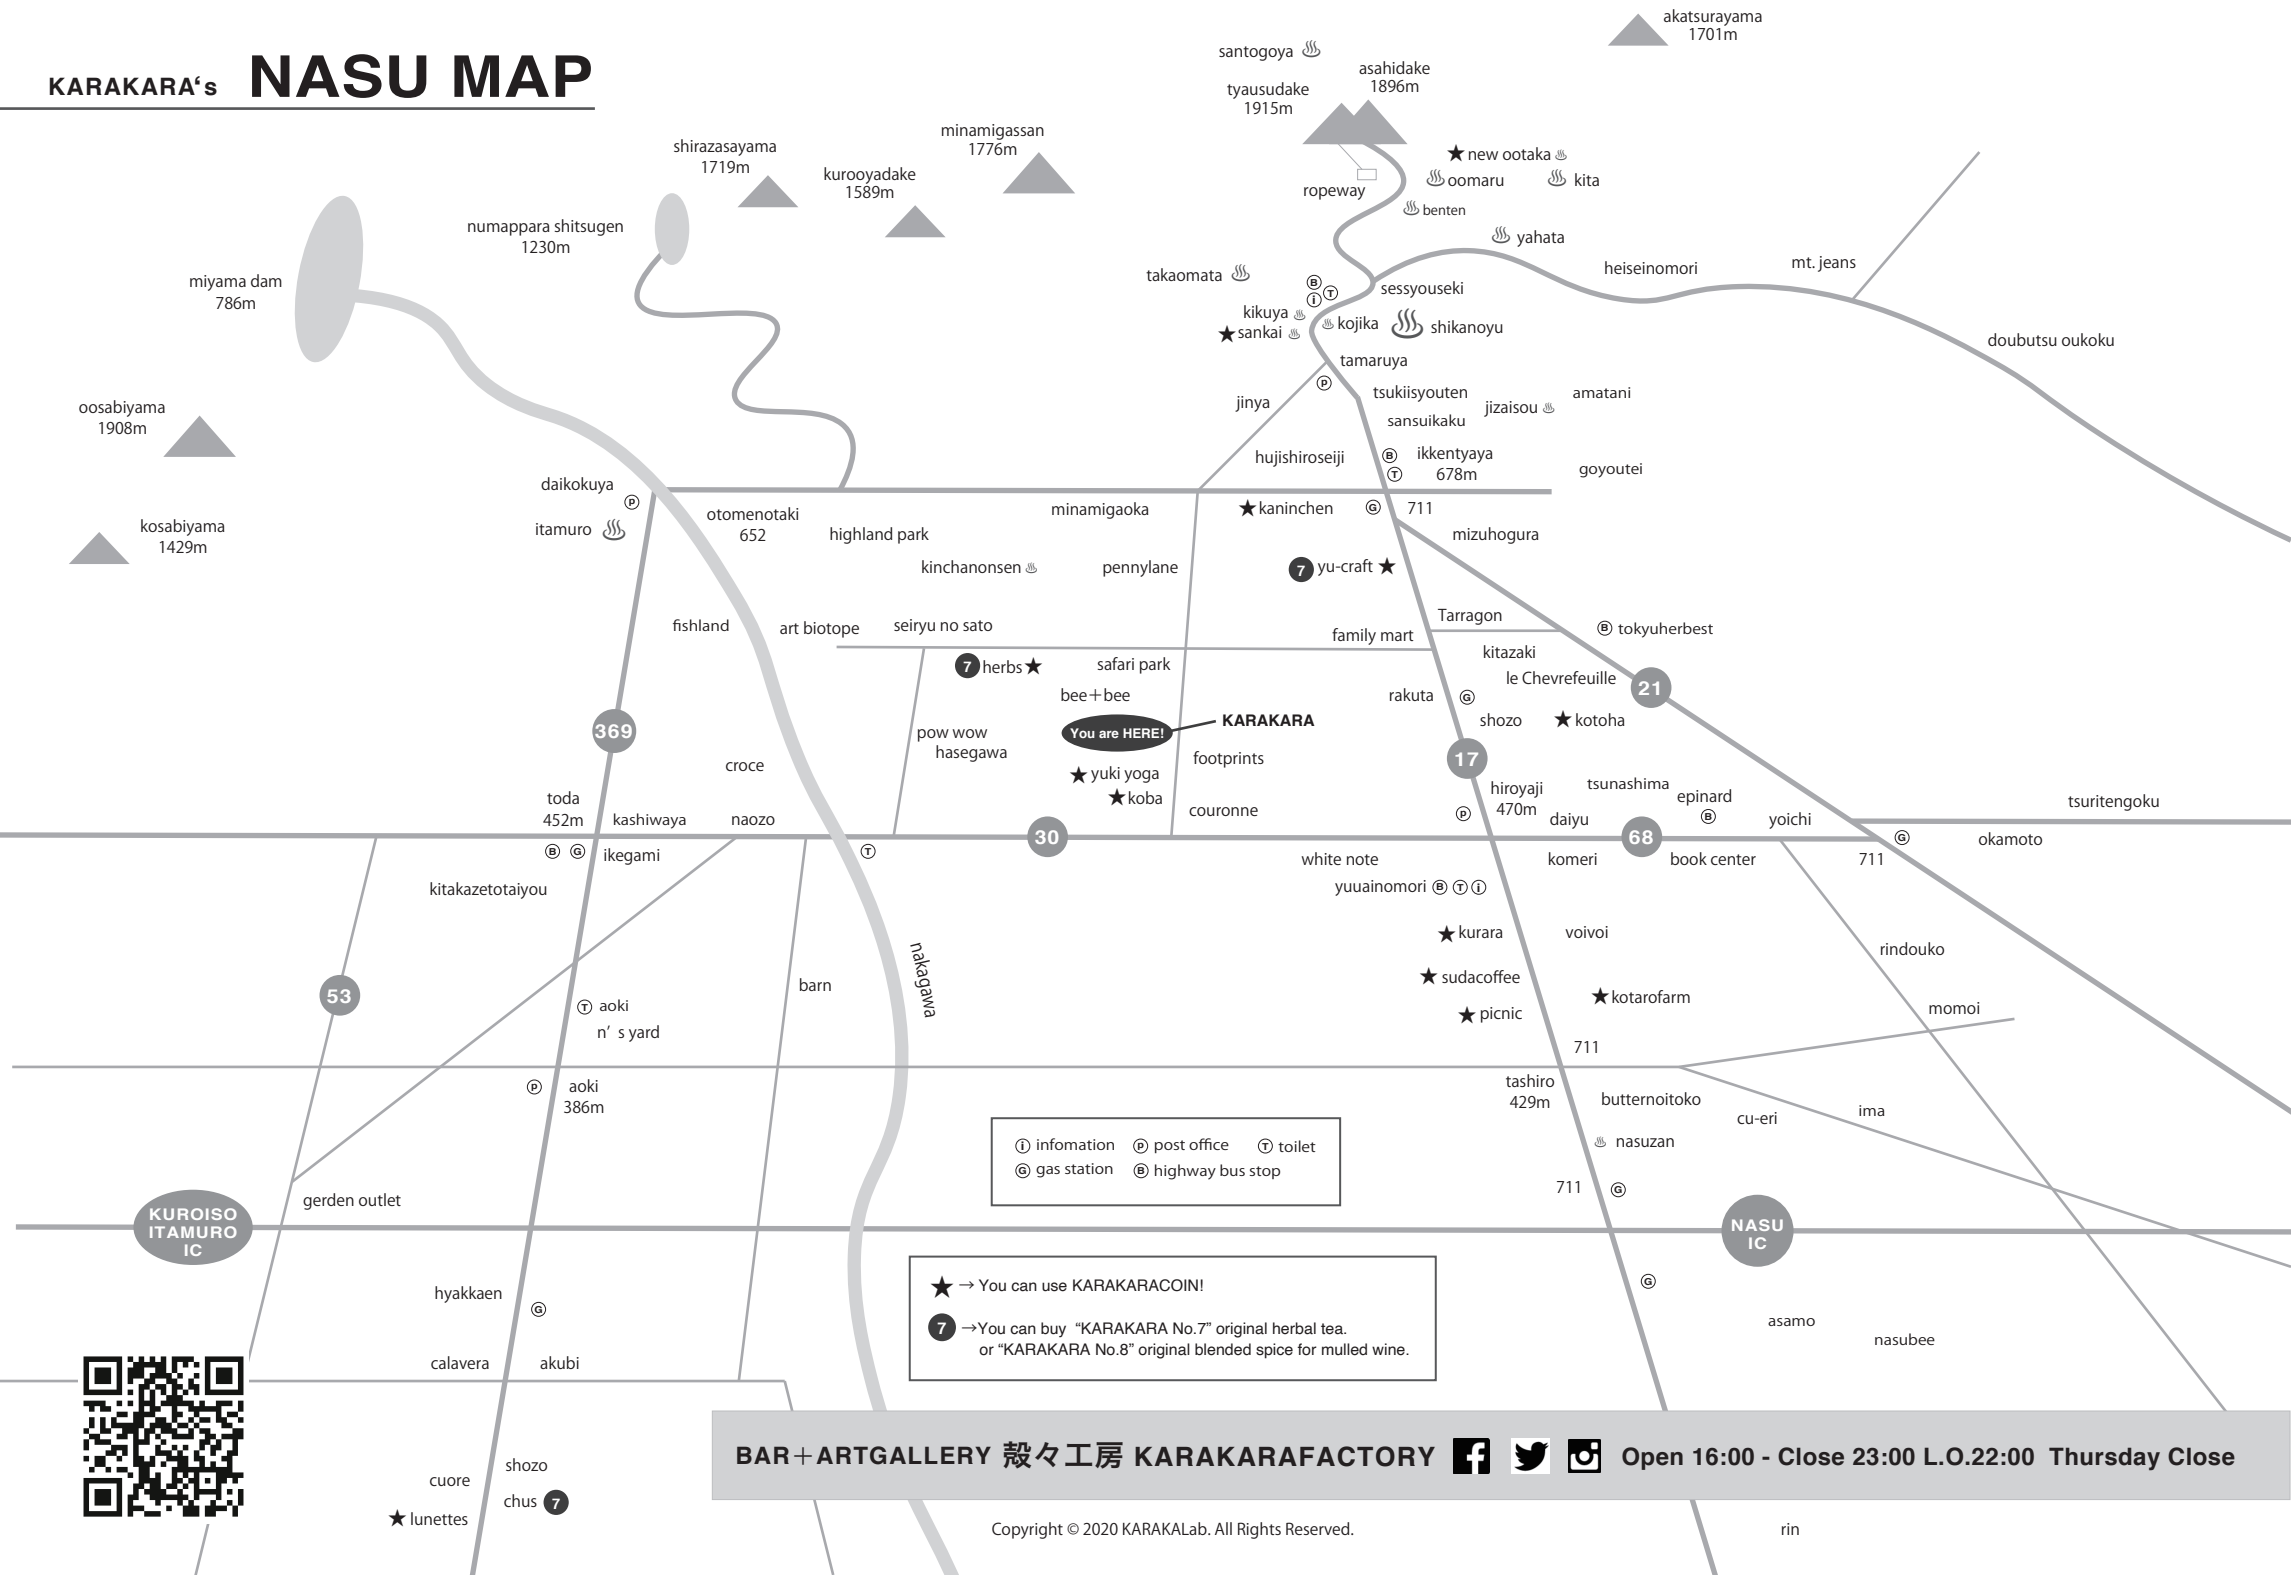 KARAKARA‘s NASU MAP
akatsurayama
1701m
santogoya
asahidake
1896m
tyausudake
1915m
minamigassan
1776m
shirazasayama
1719m
kurooyadake
1589m
new ootaka
ropeway
oomaru
kita
benten
numappara shitsugen
1230m
yahata
miyama dam
786m
takaomata
heiseinomori
mt. jeans
B
i T
sessyouseki
kikuya
kojika
shikanoyu
sankai
doubutsu oukoku
tamaruya
P
jinya
tsukiisyouten
amatani
sansuikaku
jizaisou
oosabiyama
1908m
hujishiroseiji
B
T
ikkentyaya
678m
goyoutei
daikokuya
P
itamuro
kosabiyama
1429m
otomenotaki
652
highland park
minamigaoka
kaninchen
G
711
mizuhogura
kinchanonsen
pennylane
7 yu-craft
Tarragon
fishland
art biotope
seiryu no sato
family mart
B tokyuherbest
7 herbs
safari park
kitazaki
le Chevrefeuille
21
bee+bee
rakuta
G
shozo
kotoha
369
You are HERE!
KARAKARA
pow wow
hasegawa
footprints
17
croce
yuki yoga
koba
hiroyaji
470m
tsunashima
epinard
B
toda
452m
kashiwaya
naozo
couronne
P
daiyu
yoichi
tsuritengoku
30
68
G
okamoto
B G
ikegami
T
white note
komeri
book center
711
kitakazetotaiyou
yuuainomori B T i
kurara
voivoi
rindouko
nakagawa
sudacoffee
barn
53
kotarofarm
T aoki
n’ s yard
picnic
momoi
711
P
aoki
386m
tashiro
429m
butternoitoko
cu-eri
ima
nasuzan
i infomation P post office T toilet
G gas station B highway bus stop
711 G
gerden outlet
KUROISO
ITAMURO
IC
NASU
IC
★→You can use KARAKARACOIN!
7 →You can buy “KARAKARA No.7” original herbal tea.
or “KARAKARA No.8” original blended spice for mulled wine.
G
hyakkaen
G
asamo
nasubee
calavera
akubi
BAR+ARTGALLERY 殻々工房 KARAKARAFACTORY Open 16:00 - Close 23:00 L.O.22:00 Thursday Close
shozo
cuore
chus 7
lunettes
Copyright © 2020 KARAKALab. All Rights Reserved.
rin